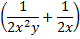 (1/(2x²y) + 1/(2x))